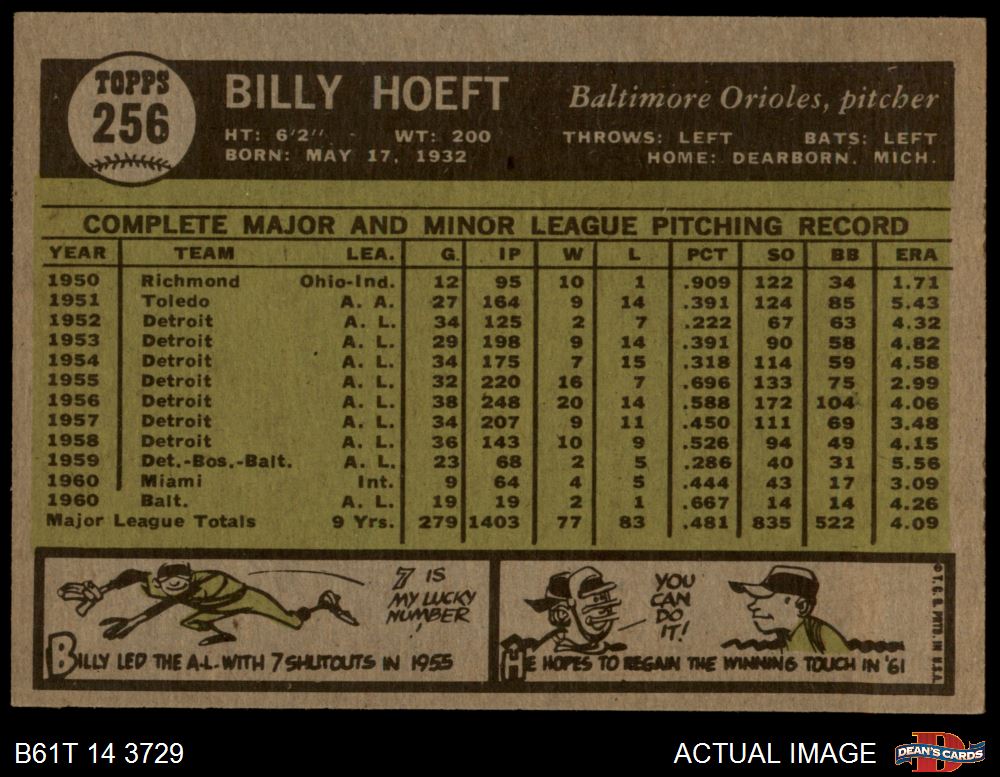 TOPPS
256
BILLY HOEFT
Baltimore Orioles, pitcher
HT: 6'2". WT: 200 THROWS: LEFT BATS: LEFT
BORN: MAY 17, 1932 HOME: DEARBORN, MICH.
COMPLETE MAJOR AND MINOR LEAGUE PITCHING RECORD
YEAR TEAM LEA. G. IP W L PCT SO BB ERA
1950 Richmond Ohio-Ind. 12 95 10 1 .909 122 34 1.71
1951 Toledo A. A. 27 164 9 14 .391 124 85 5.43
1952 Detroit A. L. 34 125 2 7 .222 67 63 4.32
1953 Detroit A. L. 29 198 9 14 .391 90 58 4.82
1954 Detroit A. L. 34 175 7 15 .318 114 59 4.58
1955 Detroit A. L. 32 220 16 7 .696 133 75 2.99
1956 Detroit A. L. 38 248 20 14 .588 172 104 4.06
1957 Detroit A. L. 34 207 9 11 .450 111 69 3.48
1958 Detroit A. L. 36 143 10 9 .526 94 49 4.15
1959 Det.-Bos.-Balt. A. L. 23 68 2 5 .286 40 31 5.56
1960 Miami Int. 9 64 4 5 .444 43 17 3.09
1960 Balt. A. L. 19 19 2 1 .667 14 14 4.26
Major League Totals 9 Yrs. 279 1403 77 83 .481 835 522 4.09
7 IS
MY LUCKY
NUMBER
!
BILLY LED THE A.L. WITH 7 SHUTOUTS IN 1955
YOU
CAN
DO
IT!
HE HOPES TO REGAIN THE WINNING TOUCH IN '61
© T. C. G. PRTD. IN U.S.A.
B61T 14 3729
ACTUAL IMAGE
D
DEAN'S CARDS